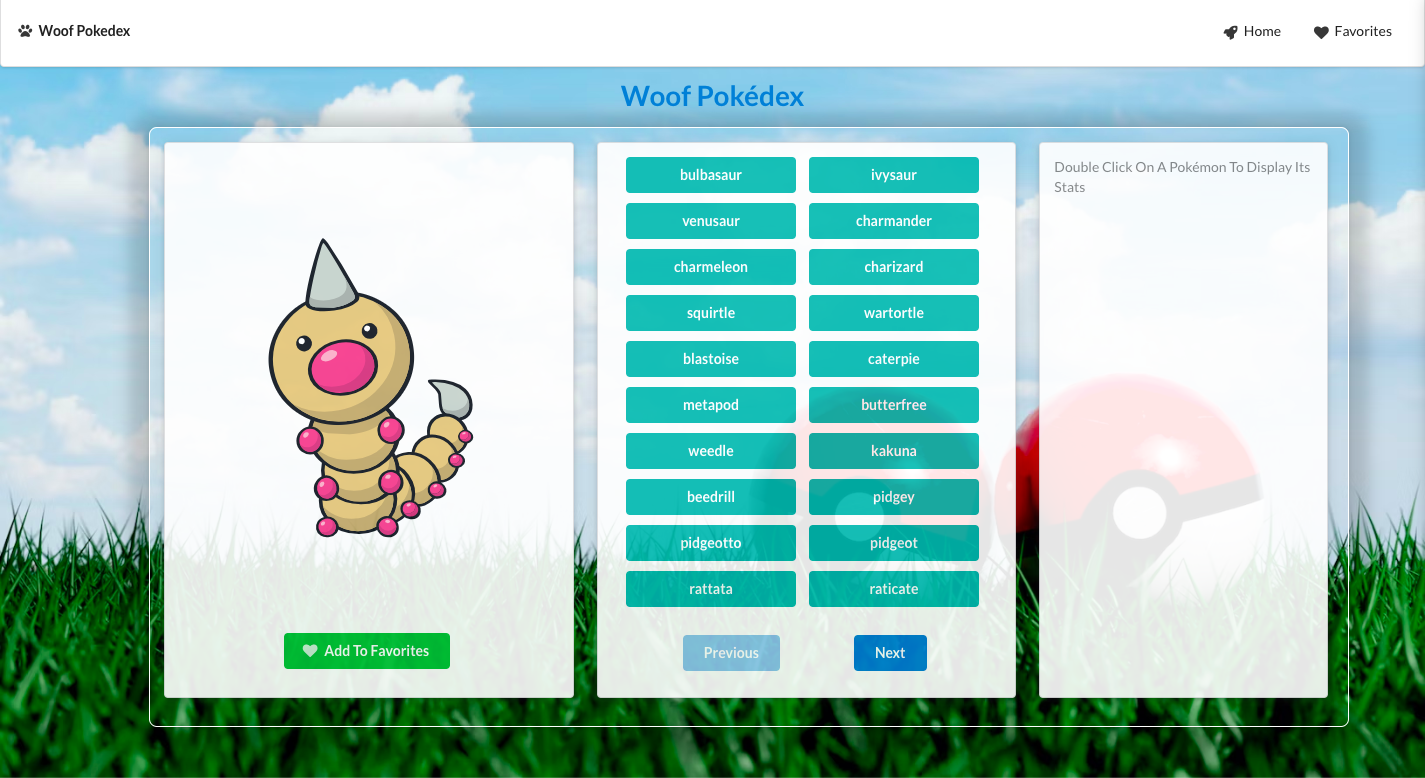 Woof Pokedex
Home
Favorites
Woof Pokédex
bulbasaur
ivysaur
venusaur
charmander
charmeleon
charizard
squirtle
wartortle
blastoise
caterpie
metapod
butterfree
weedle
kakuna
beedrill
pidgey
pidgeotto
pidgeot
rattata
raticate
Previous
Next
Add To Favorites
Double Click On A Pokémon To Display Its
Stats